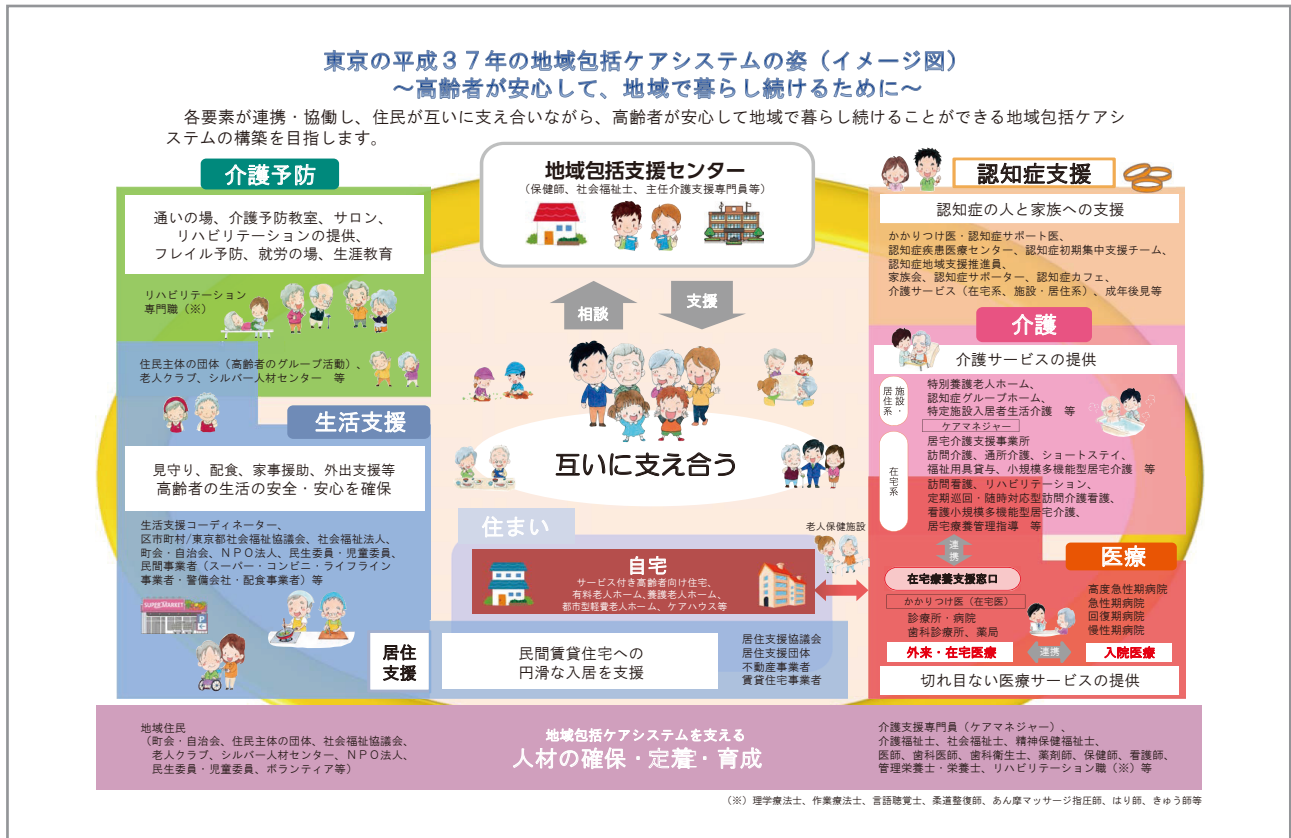 東京の平成３７年の地域包括ケアシステムの姿（イメージ図）
～高齢者が安心して、地域で暮らし続けるために～
各要素が連携・協働し、住民が互いに支え合いながら、高齢者が安心して地域で暮らし続けることができる地域包括ケアシ
ステムの構築を目指します。
介護予防
通いの場、介護予防教室、サロン、
リハビリテーションの提供、
フレイル予防、就労の場、生涯教育
リハビリテーション
専門職（※）
住民主体の団体（高齢者のグループ活動）、
老人クラブ、シルバー人材センター　等
生活支援
見守り、配食、家事援助、外出支援等
高齢者の生活の安全・安心を確保
生活支援コーディネーター、
区市町村/東京都社会福祉協議会、社会福祉法人、
町会・自治会、ＮＰＯ法人、民生委員・児童委員、
民間事業者（スーパー・コンビニ・ライフライン
事業者・警備会社・配食事業者）等
SUPER MARKET
P
地域包括支援センター
（保健師、社会福祉士、主任介護支援専門員等）
相談
支援
互いに支え合う
住まい
自宅
サービス付き高齢者向け住宅、
有料老人ホーム、養護老人ホーム、
都市型軽費老人ホーム、ケアハウス等
老人保健施設
居住
支援
民間賃貸住宅への
円滑な入居を支援
居住支援協議会
居住支援団体
不動産事業者
賃貸住宅事業者
認知症支援
認知症の人と家族への支援
かかりつけ医・認知症サポート医、
認知症疾患医療センター、認知症初期集中支援チーム、
認知症地域支援推進員、
家族会、認知症サポーター、認知症カフェ、
介護サービス（在宅系、施設・居住系）、成年後見等
介護
介護サービスの提供
施設・
居住系
特別養護老人ホーム、
認知症グループホーム、
特定施設入居者生活介護　等
ケアマネジャー
在宅系
居宅介護支援事業所
訪問介護、通所介護、ショートステイ、
福祉用具貸与、小規模多機能型居宅介護　等
訪問看護、リハビリテーション、
定期巡回・随時対応型訪問介護看護、
看護小規模多機能型居宅介護、
居宅療養管理指導　等
連携
医療
在宅療養支援窓口
かかりつけ医（在宅医）
診療所・病院
歯科診療所、薬局
高度急性期病院
急性期病院
回復期病院
慢性期病院
外来・在宅医療
連携
入院医療
切れ目ない医療サービスの提供
地域住民
（町会・自治会、住民主体の団体、社会福祉協議会、
老人クラブ、シルバー人材センター、ＮＰＯ法人、
民生委員・児童委員、ボランティア等）
地域包括ケアシステムを支える
人材の確保・定着・育成
介護支援専門員（ケアマネジャー）、
介護福祉士、社会福祉士、精神保健福祉士、
医師、歯科医師、歯科衛生士、薬剤師、保健師、看護師、
管理栄養士・栄養士、リハビリテーション職（※）等
（※）理学療法士、作業療法士、言語聴覚士、柔道整復師、あん摩マッサージ指圧師、はり師、きゅう師等